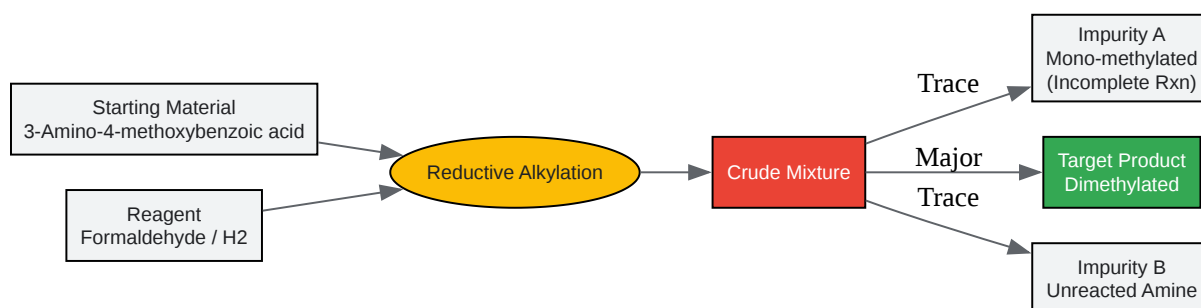 Starting Material
3-Amino-4-methoxybenzoic acid
Reagent
Formaldehyde / H2
Reductive Alkylation
Crude Mixture
Trace
Major
Trace
Impurity A
Mono-methylated
(Incomplete Rxn)
Target Product
Dimethylated
Impurity B
Unreacted Amine